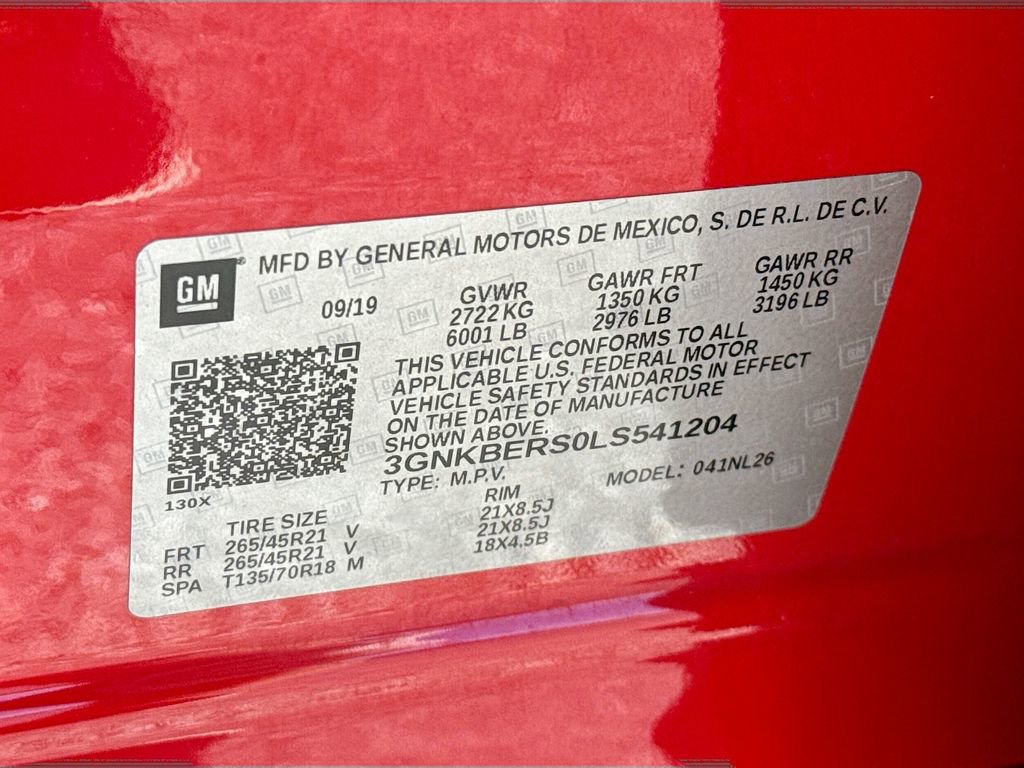 MFD BY GENERAL MOTORS DE MEXICO, S. DE R.L. DE C.V.
GM
09/19
GVWR GAWR FRT GAWR RR
2722 KG 1350 KG 1450 KG
6001 LB 2976 LB 3196 LB
THIS VEHICLE CONFORMS TO ALL
APPLICABLE U.S. FEDERAL MOTOR
VEHICLE SAFETY STANDARDS IN EFFECT
ON THE DATE OF MANUFACTURE
SHOWN ABOVE.
3GNKBERS0LS541204
TYPE: M.P.V. MODEL: 041NL26
130X
TIRE SIZE RIM
FRT 265/45R21 V 21X8.5J
RR 265/45R21 V 21X8.5J
SPA T135/70R18 M 18X4.5B